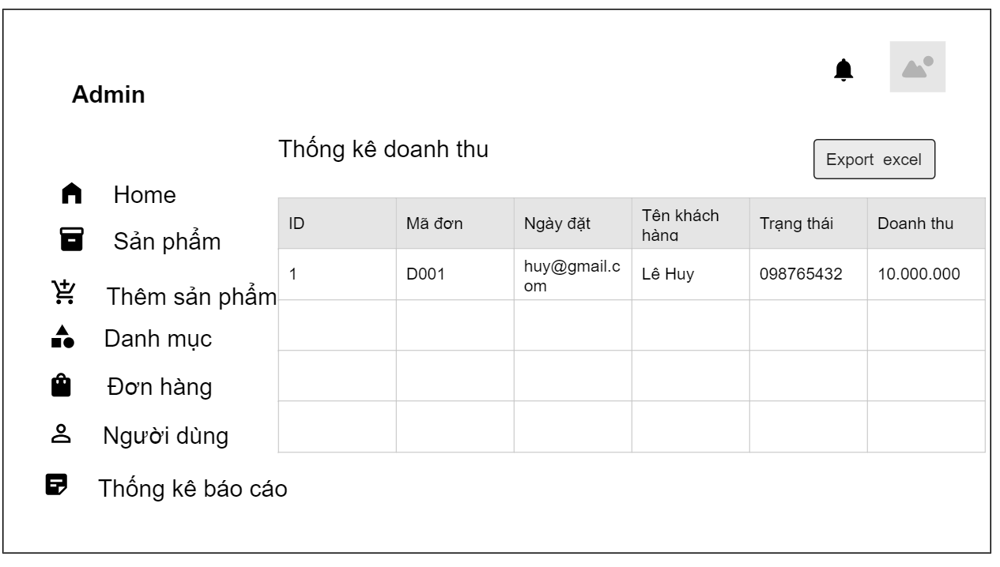 Admin
Thống kê doanh thu
Export excel
Home
Sản phẩm
Thêm sản phẩm
Danh mục
Đơn hàng
Người dùng
Thống kê báo cáo
ID
Mã đơn
Ngày đặt
Tên khách
hàng
Trạng thái
Doanh thu
1
D001
huy@gmail.c
om
Lê Huy
098765432
10.000.000